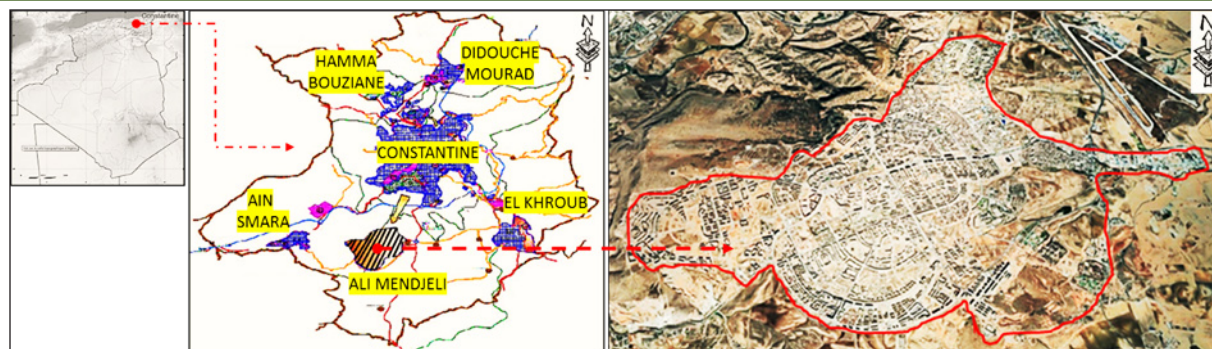 Constantine
N
HAMMA
BOUZIANE
DIDOUCHE
MOURAD
CONSTANTINE
AIN
SMARA
EL KHROUB
ALI MENDJELI
N